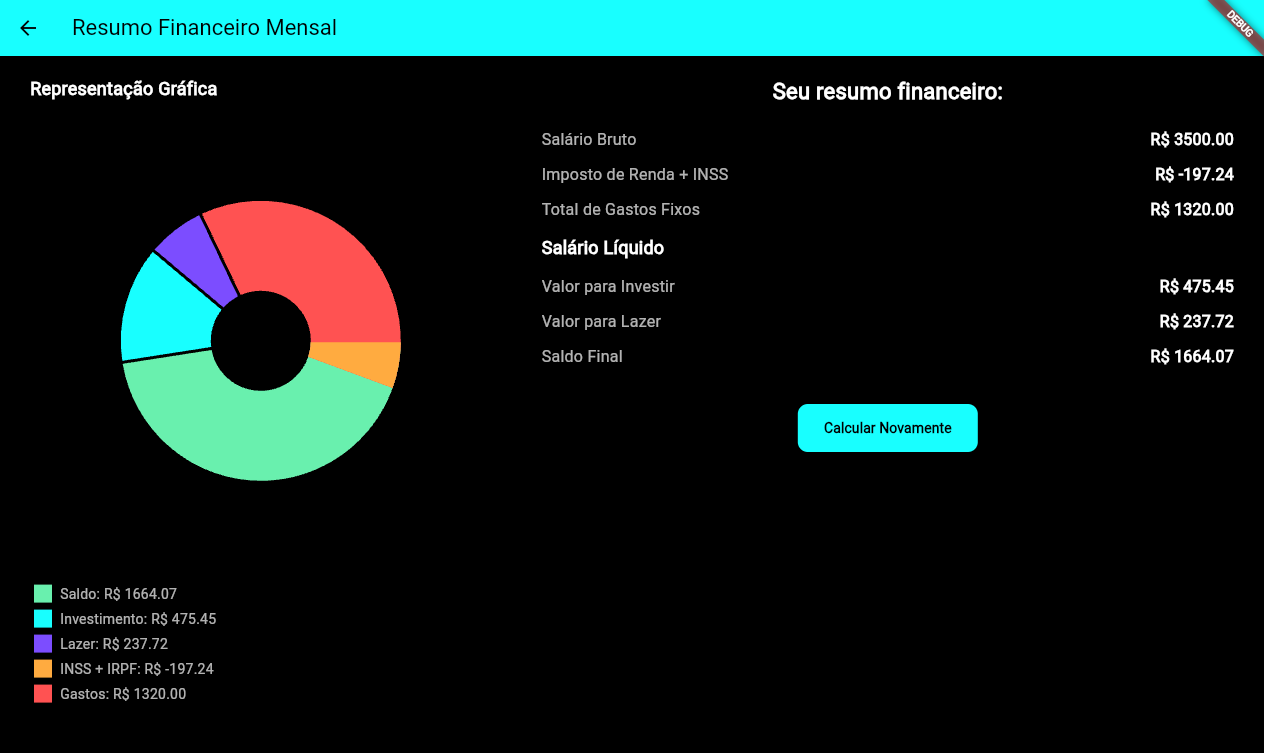 Resumo Financeiro Mensal
DEBUG
Representação Gráfica
Seu resumo financeiro:
Salário Bruto R$ 3500.00
Imposto de Renda + INSS R$ -197.24
Total de Gastos Fixos R$ 1320.00
Salário Líquido
Valor para Investir R$ 475.45
Valor para Lazer R$ 237.72
Saldo Final R$ 1664.07
Calcular Novamente
Saldo: R$ 1664.07
Investimento: R$ 475.45
Lazer: R$ 237.72
INSS + IRPF: R$ -197.24
Gastos: R$ 1320.00